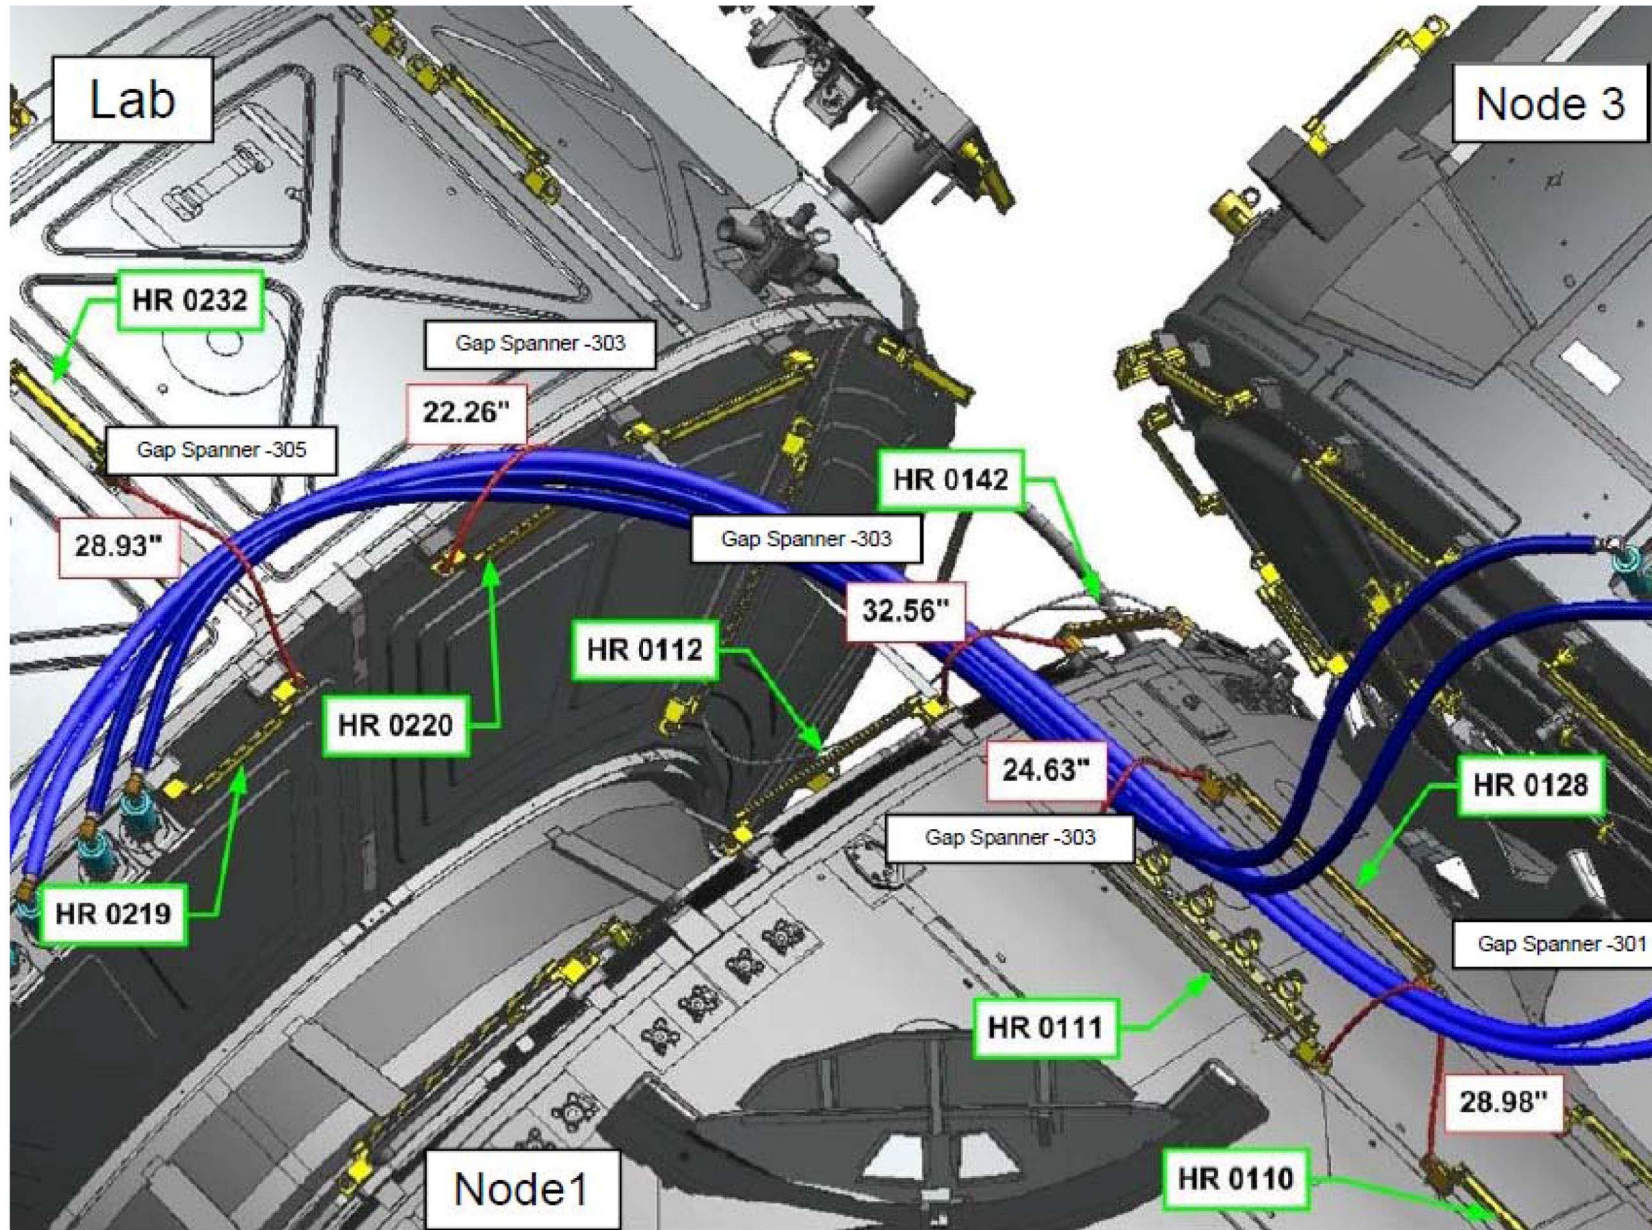 Lab
Node 3
HR 0232
Gap Spanner -303
22.26"
Gap Spanner -305
HR 0142
28.93"
Gap Spanner -303
32.56"
HR 0112
HR 0220
24.63"
HR 0128
Gap Spanner -303
HR 0219
Gap Spanner -301
HR 0111
28.98"
HR 0110
Node1